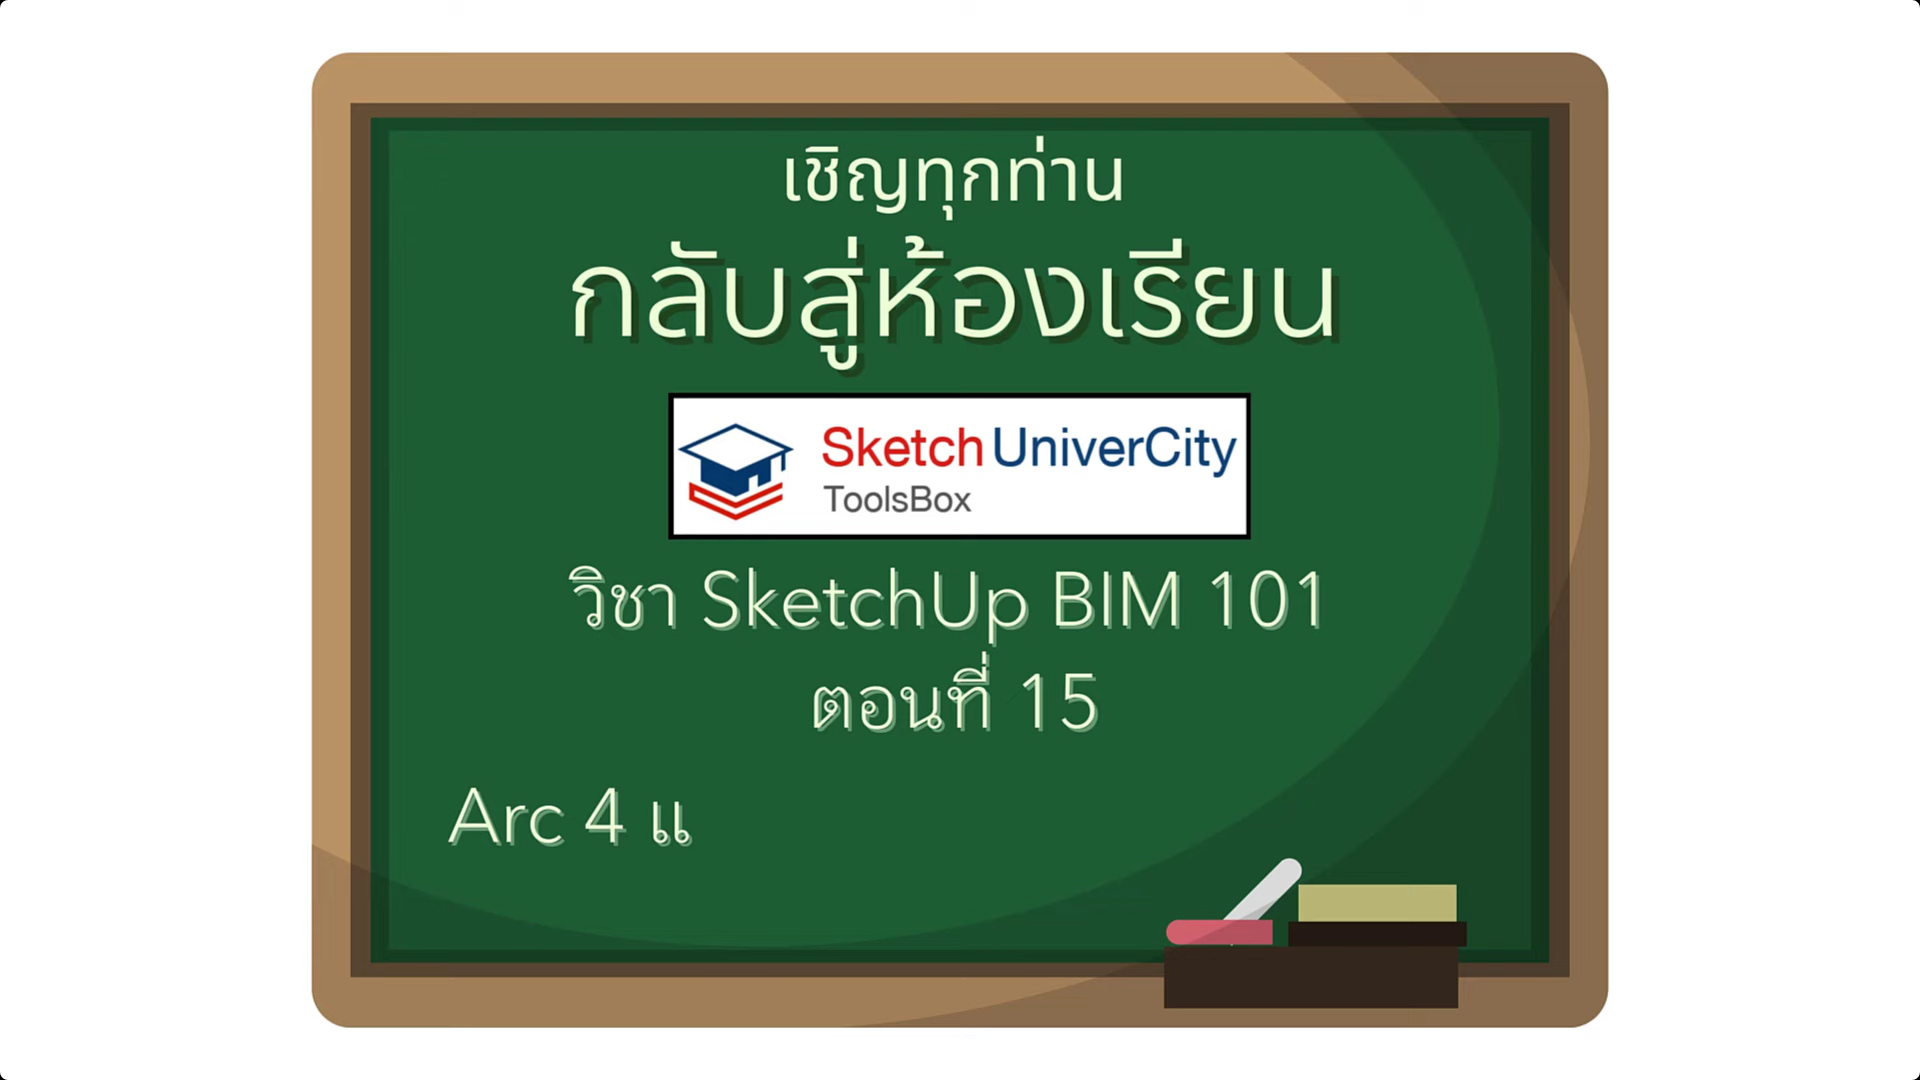 เชิญทุกท่าน
กลับสู่ห้องเรียน
Sketch UniverCity
ToolsBox
วิชา SketchUp BIM 101
ตอนที่ 15
Arc 4 แ